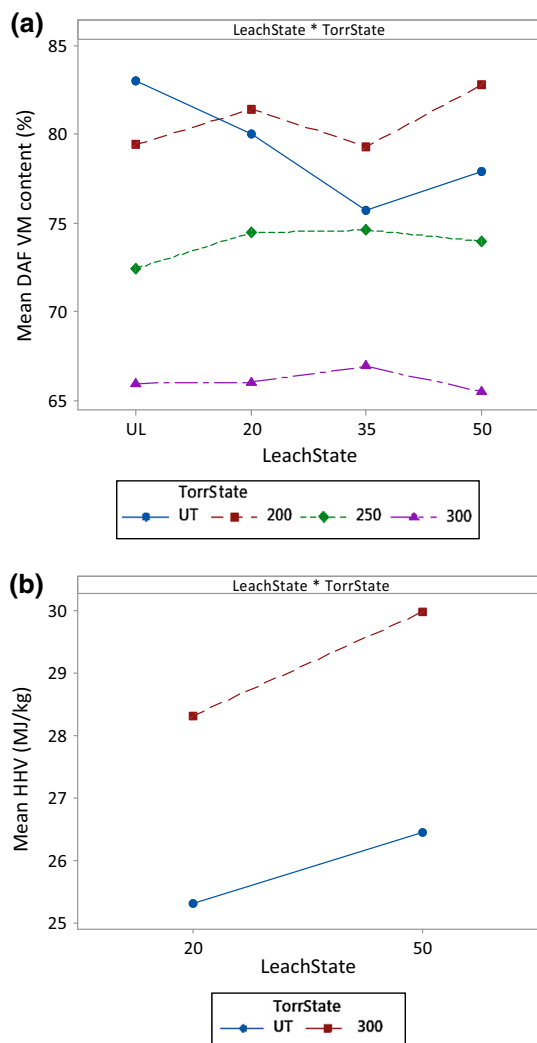 (a)
LeachState * TorrState
Mean DAF VM content (%)
85
80
75
70
65
UL 20 35 50
LeachState
TorrState
UT 200 250 300
(b)
LeachState * TorrState
Mean HHV (MJ/kg)
30
29
28
27
26
25
20 50
LeachState
TorrState
UT 300